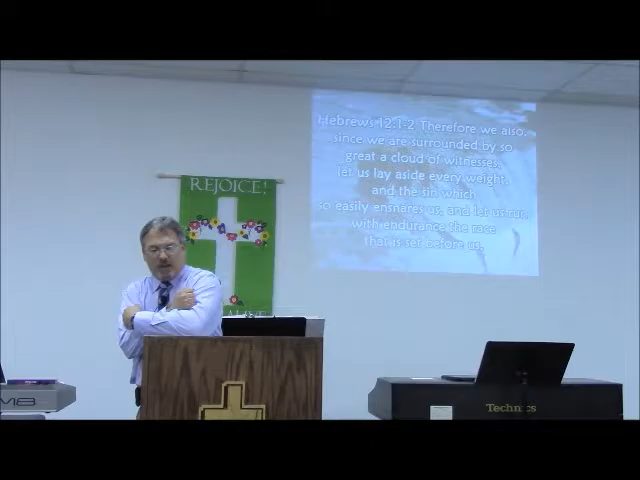 Hebrews 12:1-2 Therefore we also,
since we are surrounded by so
great a cloud of witnesses,
let us lay aside every weight,
and the sin which
so easily ensnares us, and let us run
with endurance the race
that is set before us,
REJOICE!
Technics
M8